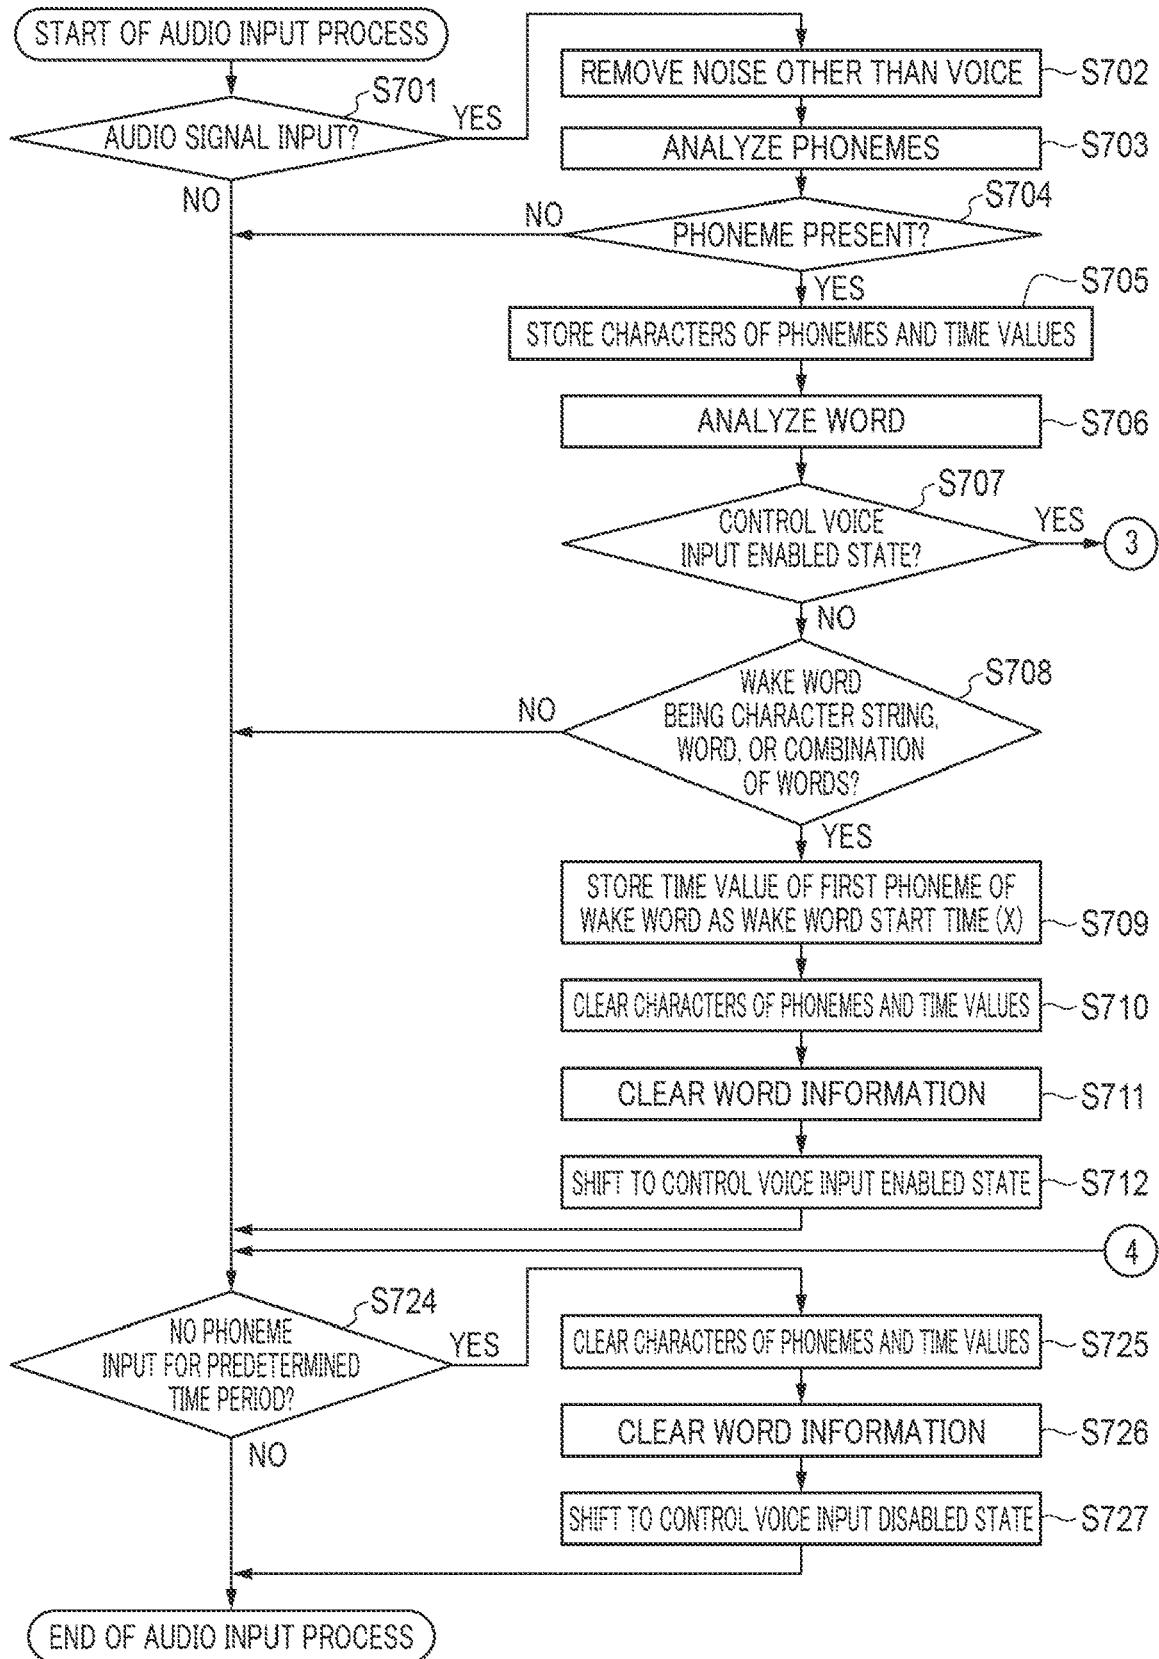 START OF AUDIO INPUT PROCESS
S701
AUDIO SIGNAL INPUT?
YES
NO
REMOVE NOISE OTHER THAN VOICE
S702
ANALYZE PHONEMES
S703
S704
PHONEME PRESENT?
NO
YES
S705
STORE CHARACTERS OF PHONEMES AND TIME VALUES
ANALYZE WORD
S706
S707
CONTROL VOICE
INPUT ENABLED STATE?
YES
3
NO
S708
WAKE WORD
BEING CHARACTER STRING,
WORD, OR COMBINATION
OF WORDS?
NO
YES
STORE TIME VALUE OF FIRST PHONEME OF
WAKE WORD AS WAKE WORD START TIME (X)
S709
CLEAR CHARACTERS OF PHONEMES AND TIME VALUES
S710
CLEAR WORD INFORMATION
S711
SHIFT TO CONTROL VOICE INPUT ENABLED STATE
S712
4
S724
NO PHONEME
INPUT FOR PREDETERMINED
TIME PERIOD?
YES
NO
CLEAR CHARACTERS OF PHONEMES AND TIME VALUES
S725
CLEAR WORD INFORMATION
S726
SHIFT TO CONTROL VOICE INPUT DISABLED STATE
S727
END OF AUDIO INPUT PROCESS